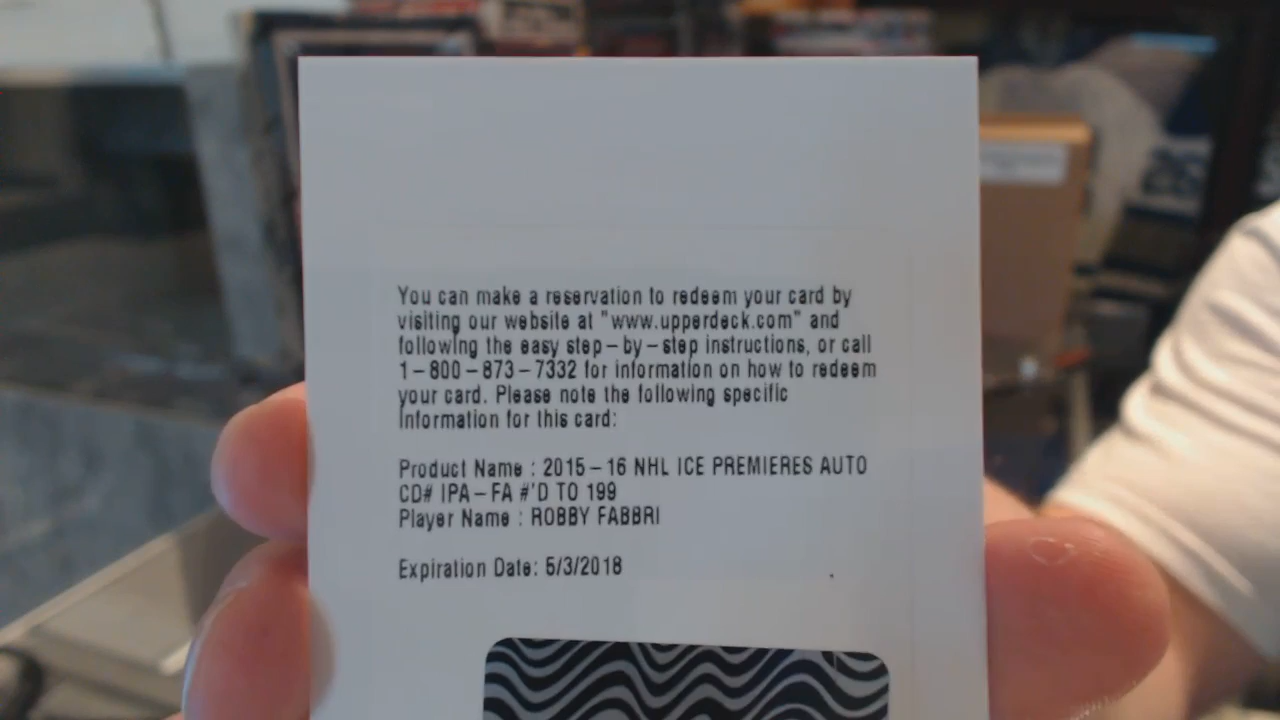 You can make a reservation to redeem your card by
visiting our website at "www.upperdeck.com" and
following the easy step-by-step instructions, or call
1-800-873-7332 for information on how to redeem
your card. Please note the following specific
information for this card:
Product Name : 2015-16 NHL ICE PREMIERES AUTO
CD# IPA-FA #'D TO 199
Player Name : ROBBY FABBRI
Expiration Date: 5/3/2018